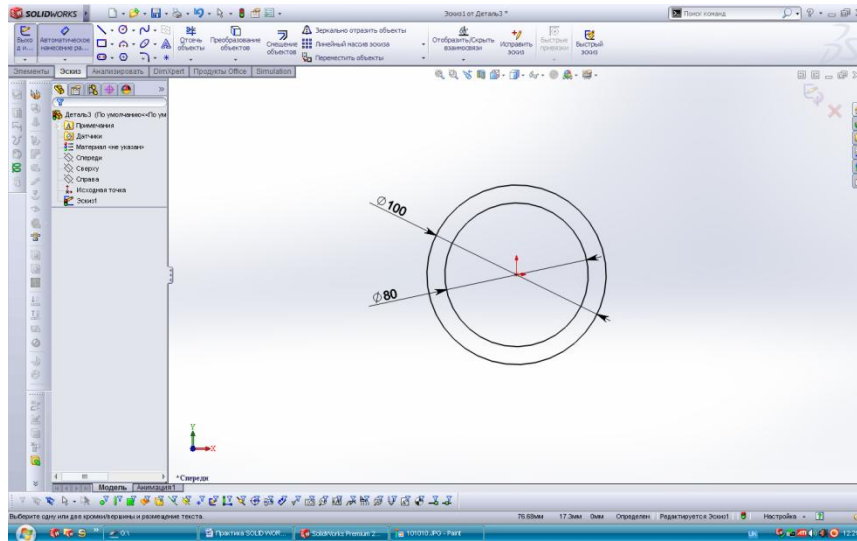 SOLIDWORKS
Эскиз1 от Деталь3 *
Поиск команд
Автоматическое нанесение ра...
Отсечь объекты
Преобразование объектов
Смещение объектов
Зеркально отразить объекты
Линейный массив эскиза
Переместить объекты
Отобразить/Скрыть взаимосвязи
Исправить эскиз
Быстрые привязки
Быстрый эскиз
Элементы
Эскиз
Анализировать
DimXpert
Продукты Office
Simulation
Деталь3 (По умолчанию<<По ум
Примечания
Датчики
Материал <не указан>
Спереди
Сверху
Справа
Исходная точка
Эскиз1
∅100
∅80
Y
X
*Спереди
Модель
Анимация1
Выберите одну или две кромки/вершины и размещение текста.
76.68мм
17.3мм
0мм
Определен
Редактируется Эскиз1
Настройка
Практика SOLID WOR...
SolidWorks Premium 2...
101010.JPG - Paint